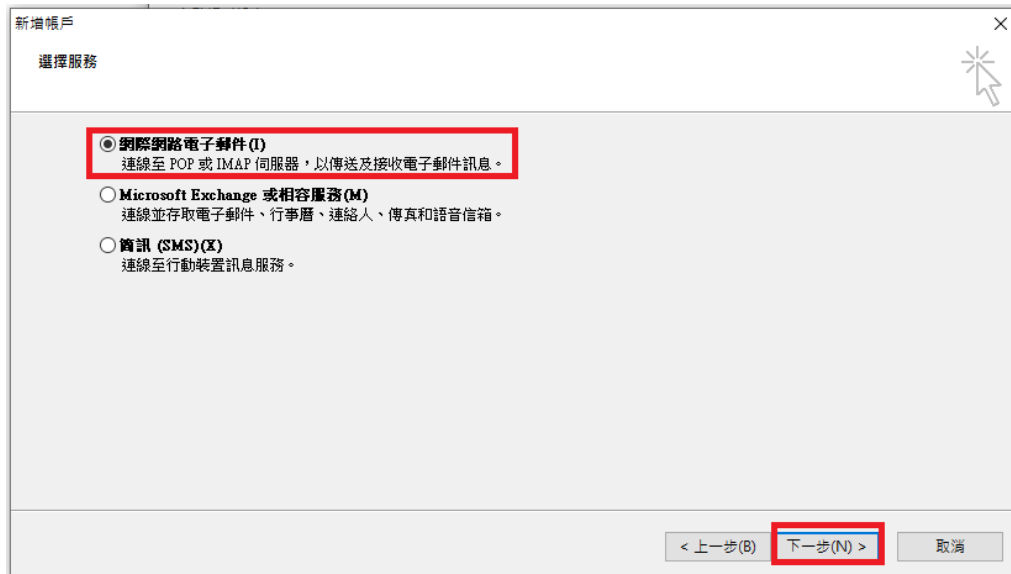 新增帳戶
選擇服務
網際網路電子郵件(I)
連線至 POP 或 IMAP 伺服器，以傳送及接收電子郵件訊息。
Microsoft Exchange 或相容服務(M)
連線並存取電子郵件、行事曆、連絡人、傳真和語音信箱。
簡訊 (SMS)(X)
連線至行動裝置訊息服務。
< 上一步(B)
下一步(N) >
取消